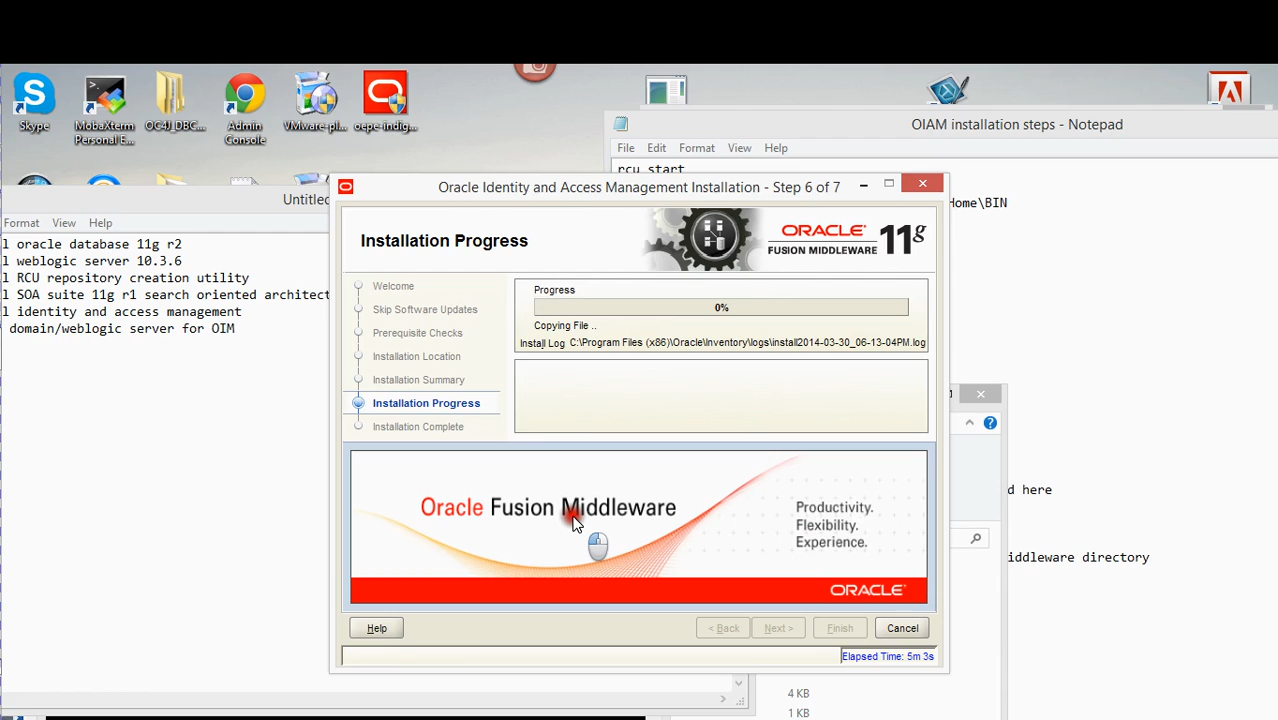 Skype
MobaXterm
Personal E...
OC4J_DBC...
Admin
Console
VMware-pl...
oepe-indig...
OIAM installation steps - Notepad
File Edit Format View Help
rcu start
Home\BIN
d here
iddleware directory
4 KB
1 KB
Untitled
Format View Help
l oracle database 11g r2
l weblogic server 10.3.6
l RCU repository creation utility
l SOA suite 11g r1 search oriented architect
l identity and access management
domain/weblogic server for OIM
Oracle Identity and Access Management Installation - Step 6 of 7
Installation Progress
ORACLE
FUSION MIDDLEWARE 11g
Welcome
Skip Software Updates
Prerequisite Checks
Installation Location
Installation Summary
Installation Progress
Installation Complete
Progress
0%
Copying File ..
Install Log C:\Program Files (x86)\Oracle\Inventory\logs\install2014-03-30_06-13-04PM.log
Oracle Fusion Middleware
Productivity.
Flexibility.
Experience.
ORACLE
Help < Back Next > Finish Cancel
Elapsed Time: 5m 3s